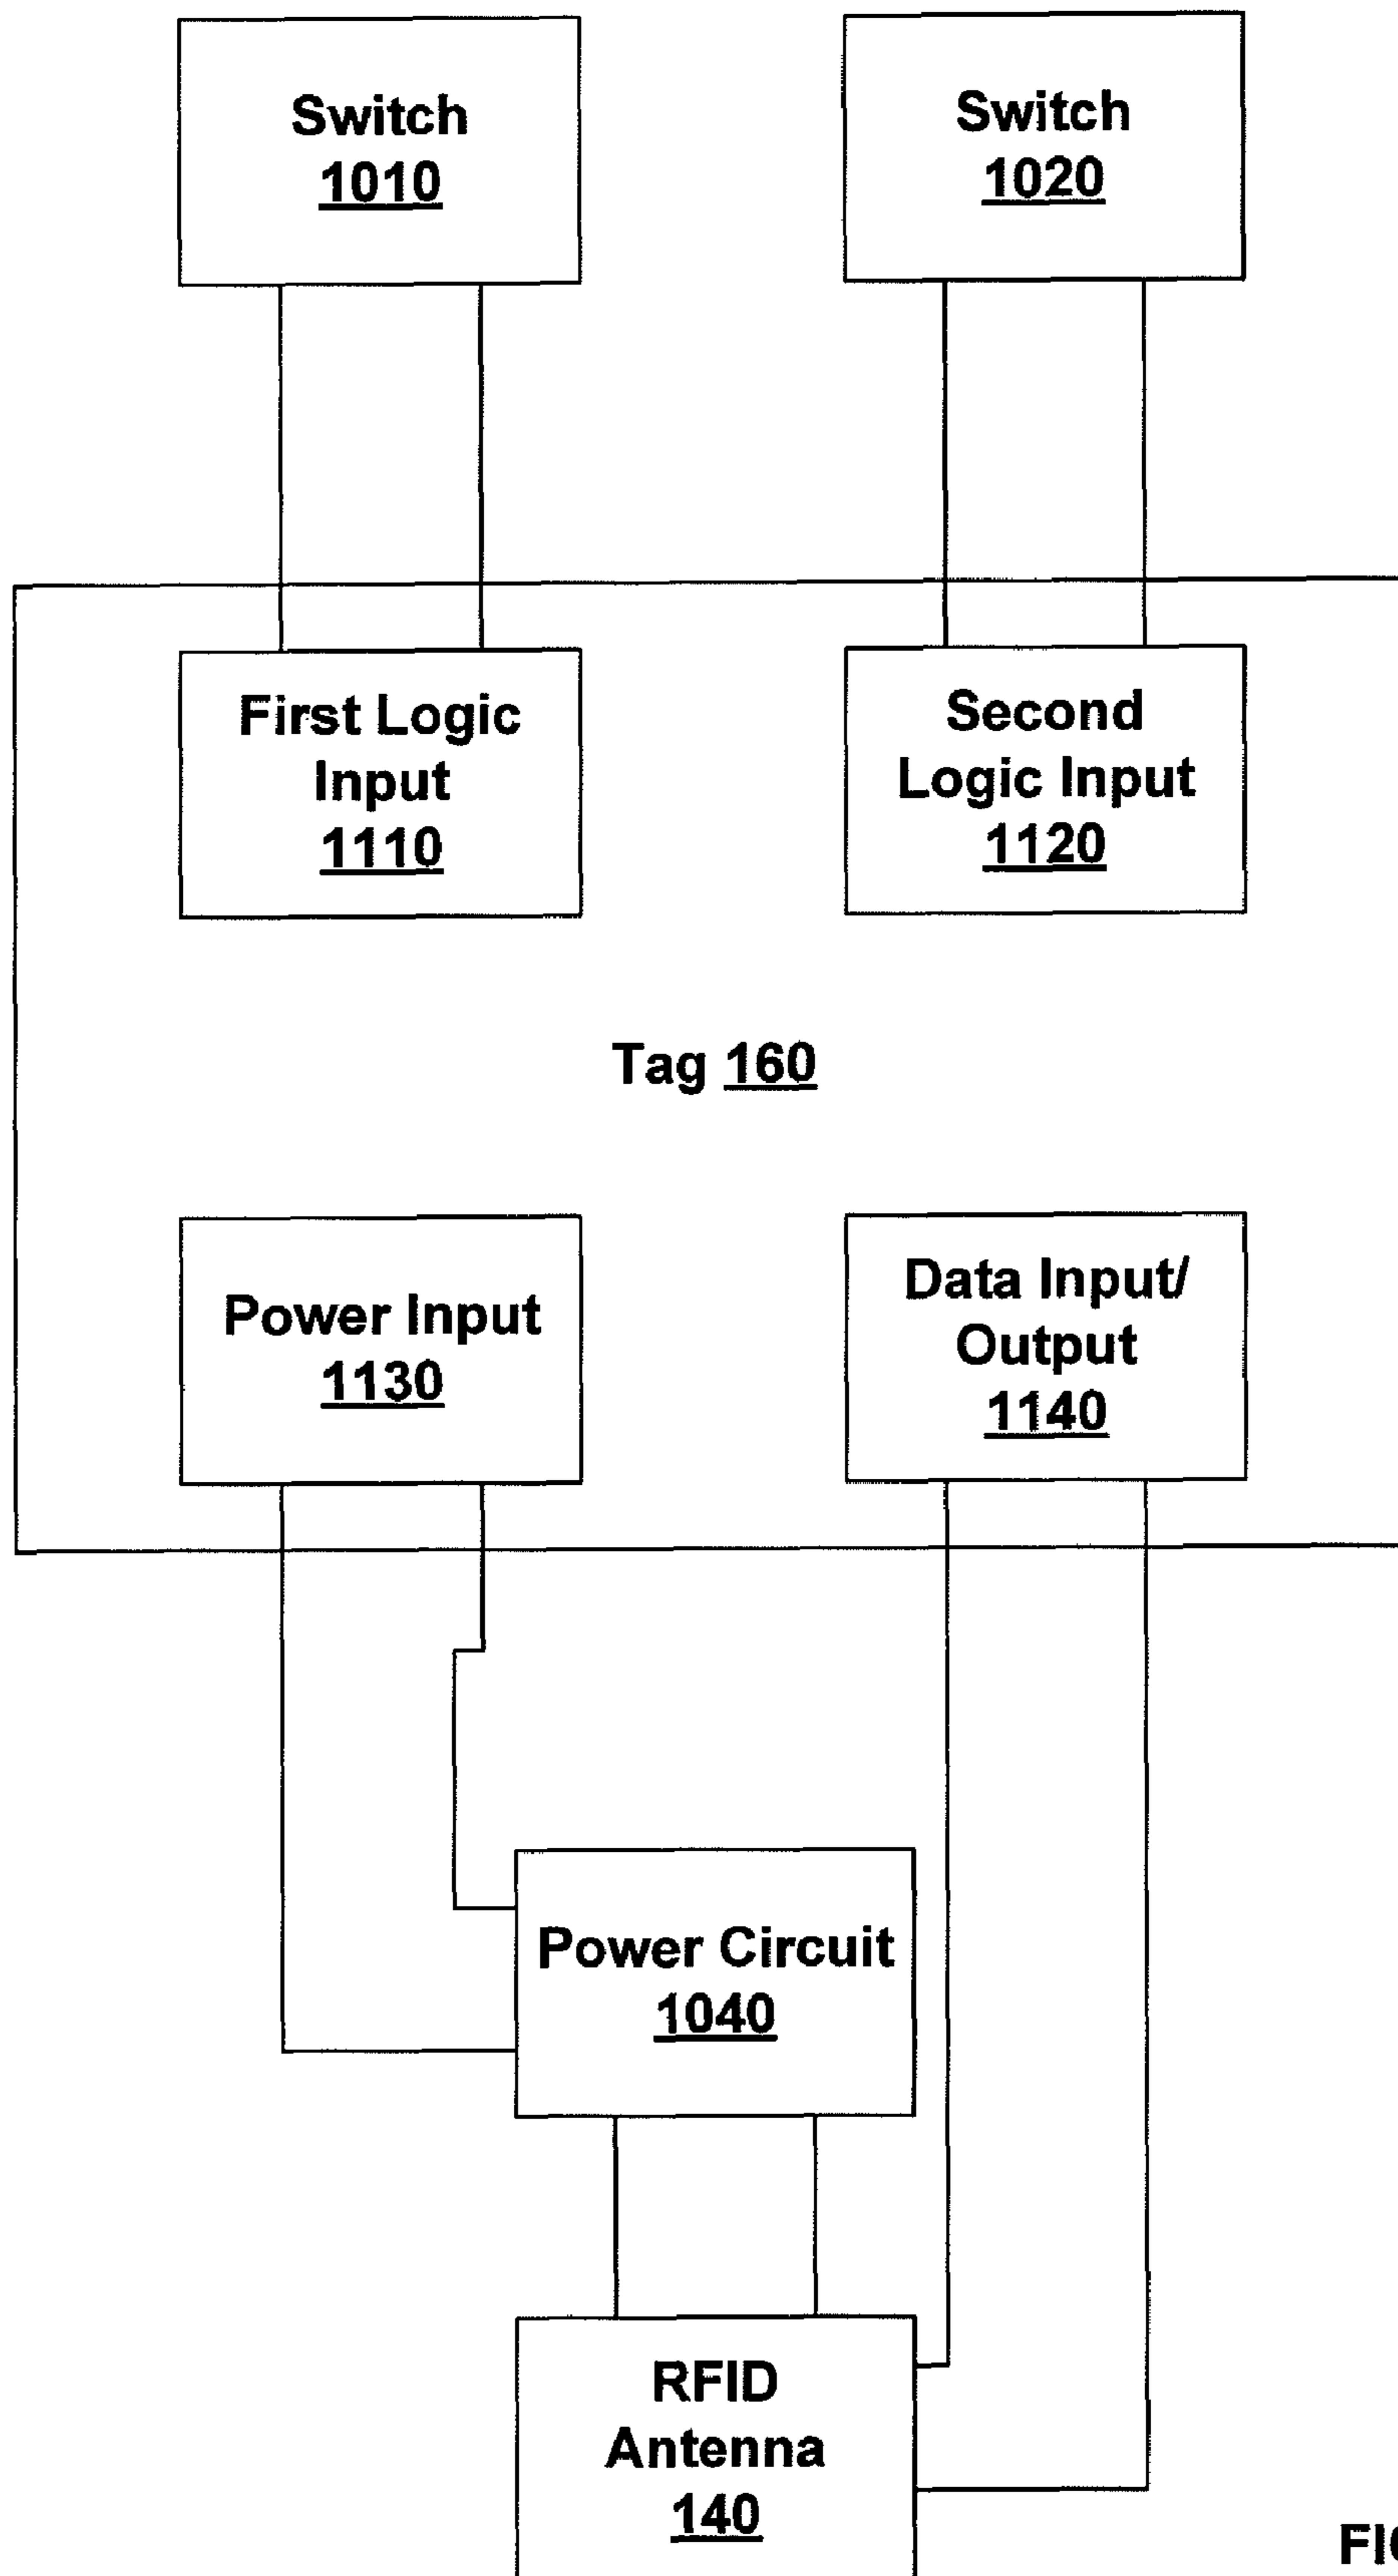 Switch
1010
Switch
1020
First Logic
Input
1110
Second
Logic Input
1120
Tag 160
Power Input
1130
Data Input/
Output
1140
Power Circuit
1040
RFID
Antenna
140